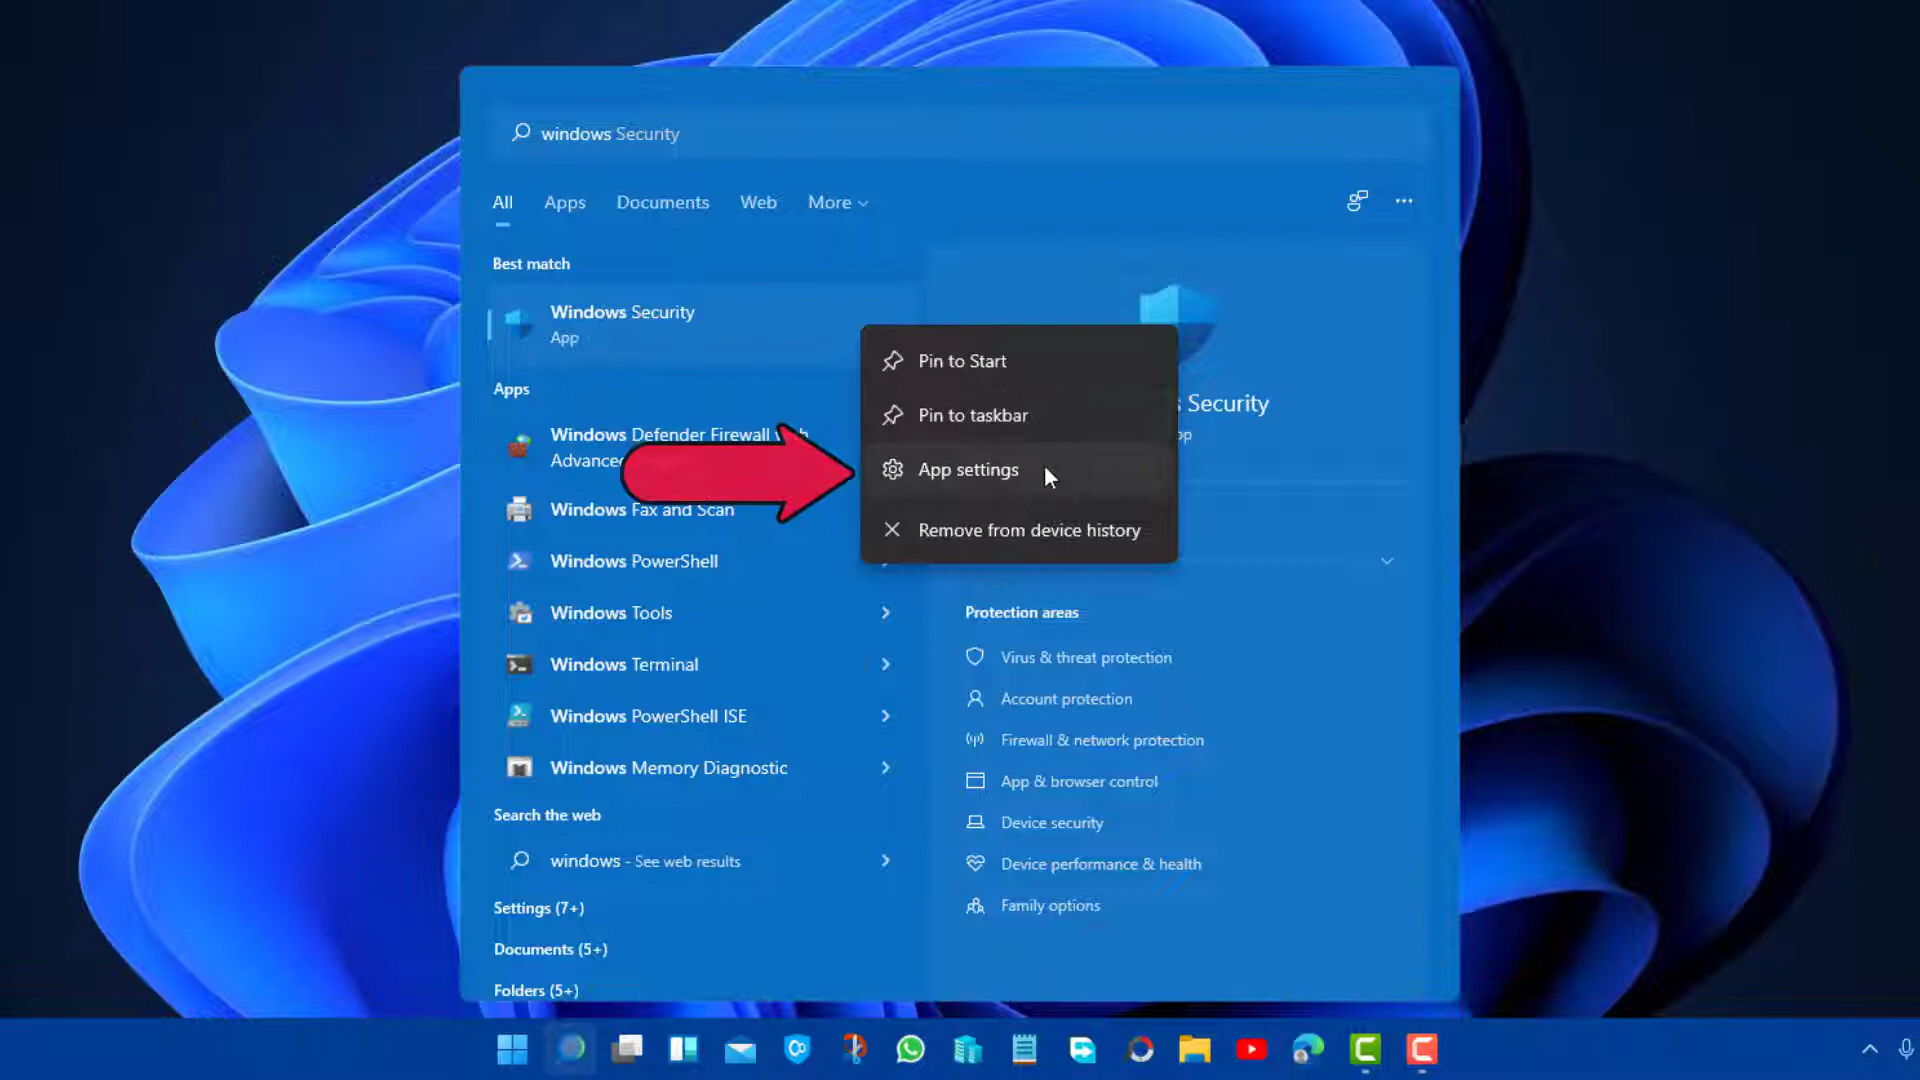 windows Security
All Apps Documents Web More
Best match
Windows Security
App
Apps
Windows Defender Firewall
Advanced
Windows Fax and Scan
Windows PowerShell
Windows Tools
Windows Terminal
Windows PowerShell ISE
Windows Memory Diagnostic
Search the web
windows - See web results
Settings (7+)
Documents (5+)
Folders (5+)
Pin to Start
Pin to taskbar
App settings
Remove from device history
s Security
pp
Protection areas
Virus & threat protection
Account protection
Firewall & network protection
App & browser control
Device security
Device performance & health
Family options